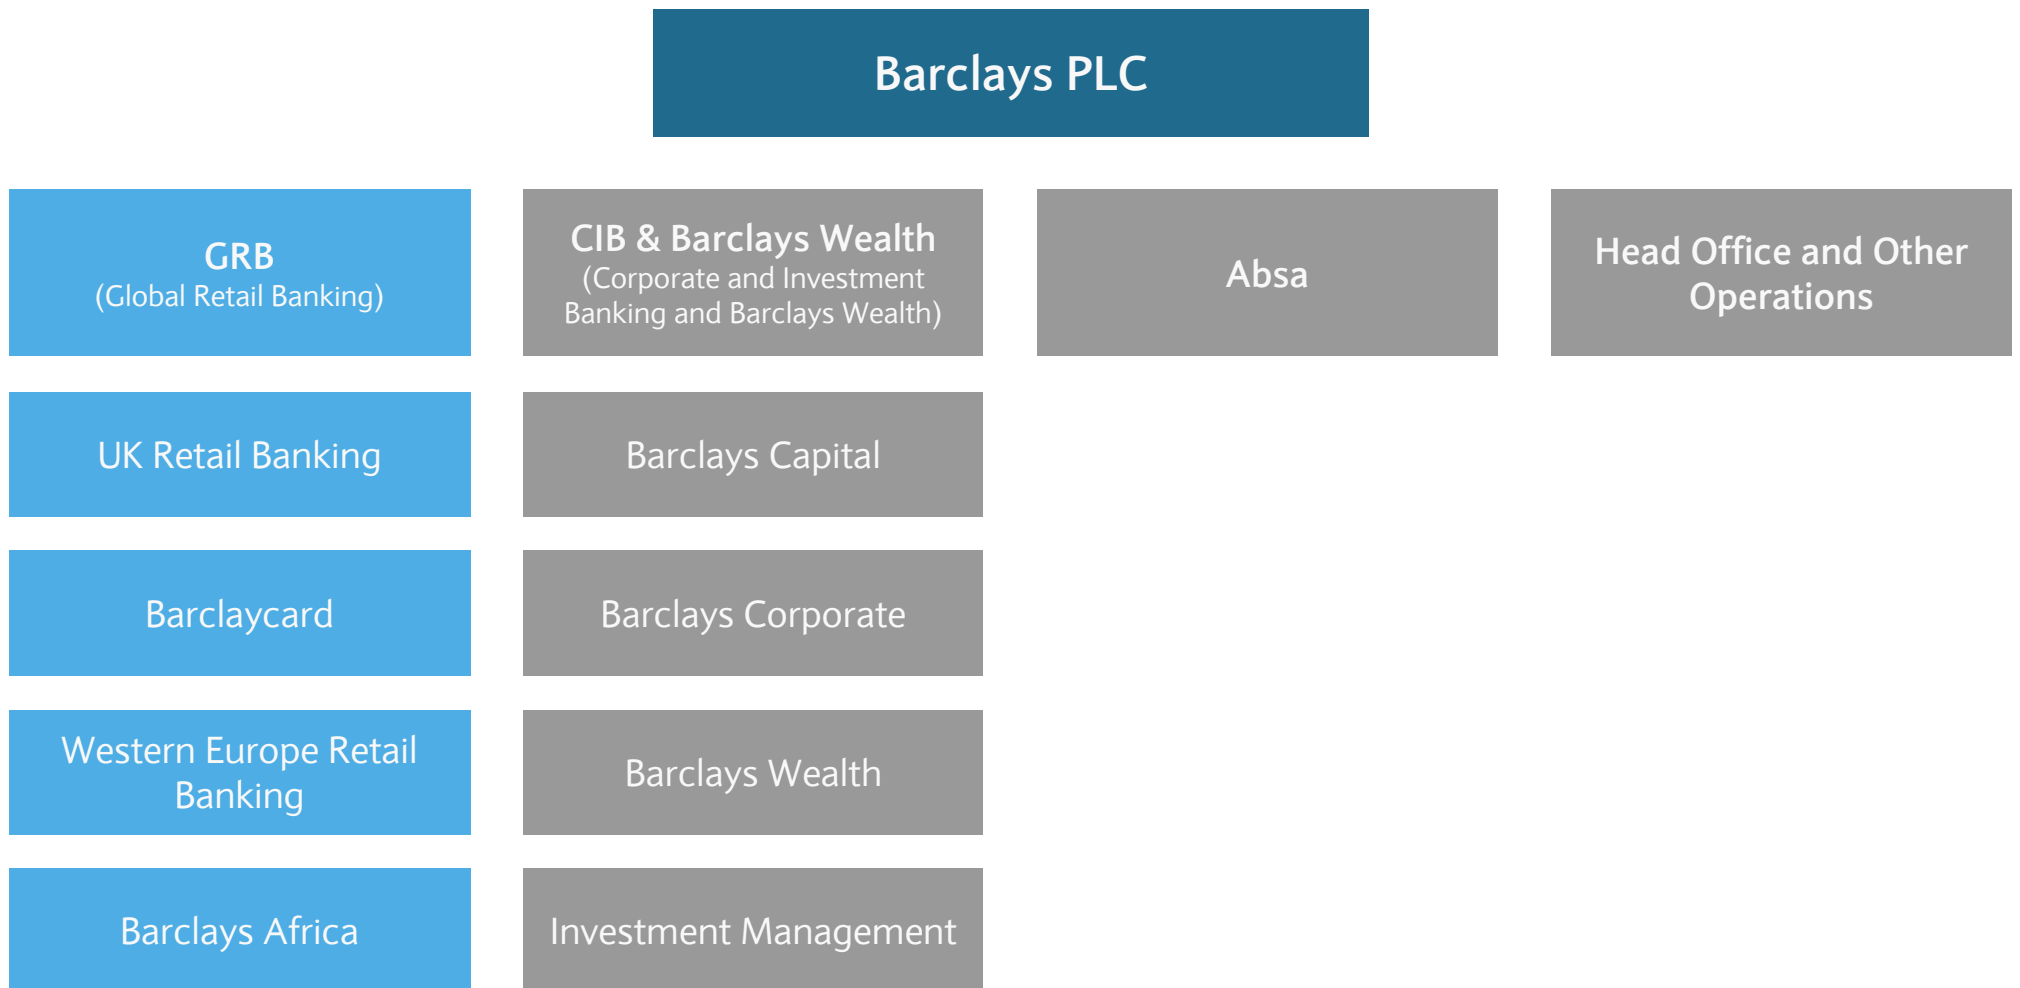 Barclays PLC
GRB
(Global Retail Banking)
CIB & Barclays Wealth
(Corporate and Investment
Banking and Barclays Wealth)
Absa
Head Office and Other
Operations
UK Retail Banking
Barclays Capital
Barclaycard
Barclays Corporate
Western Europe Retail
Banking
Barclays Wealth
Barclays Africa
Investment Management